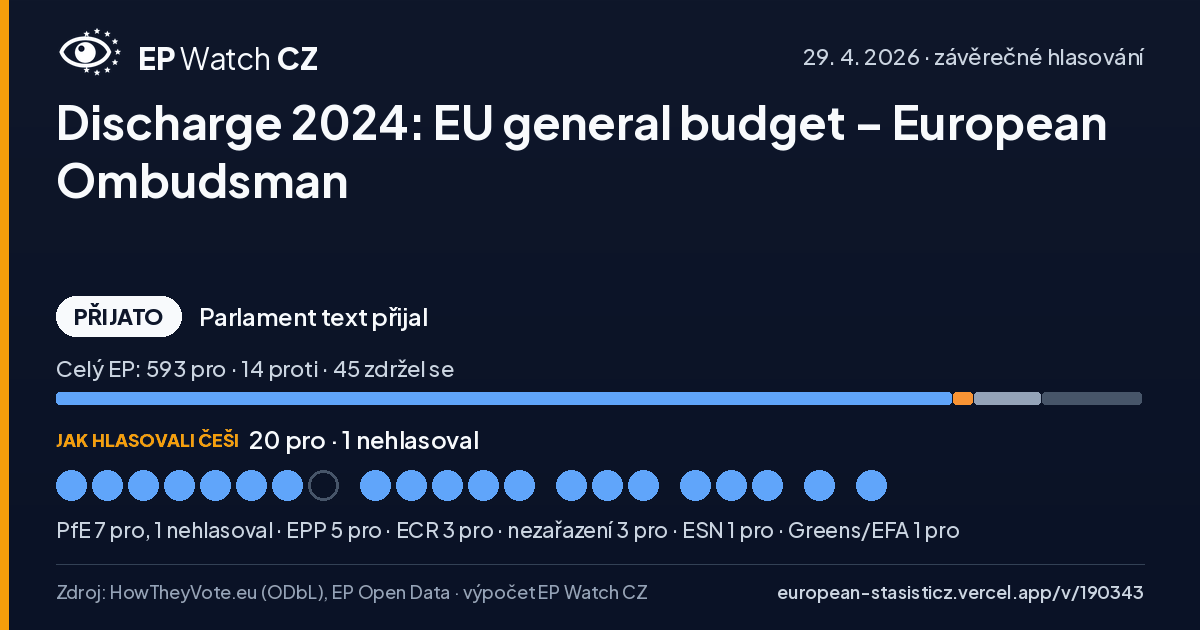 EP Watch CZ
29. 4. 2026 · závěrečné hlasování
Discharge 2024: EU general budget – European
Ombudsman
PŘIJATO Parlament text přijal
Celý EP: 593 pro · 14 proti · 45 zdržel se
JAK HLASOVALI ČEŠI 20 pro · 1 nehlasoval
PfE 7 pro, 1 nehlasoval · EPP 5 pro · ECR 3 pro · nezařazení 3 pro · ESN 1 pro · Greens/EFA 1 pro
Zdroj: HowTheyVote.eu (ODbL), EP Open Data · výpočet EP Watch CZ
european-stasisticz.vercel.app/v/190343